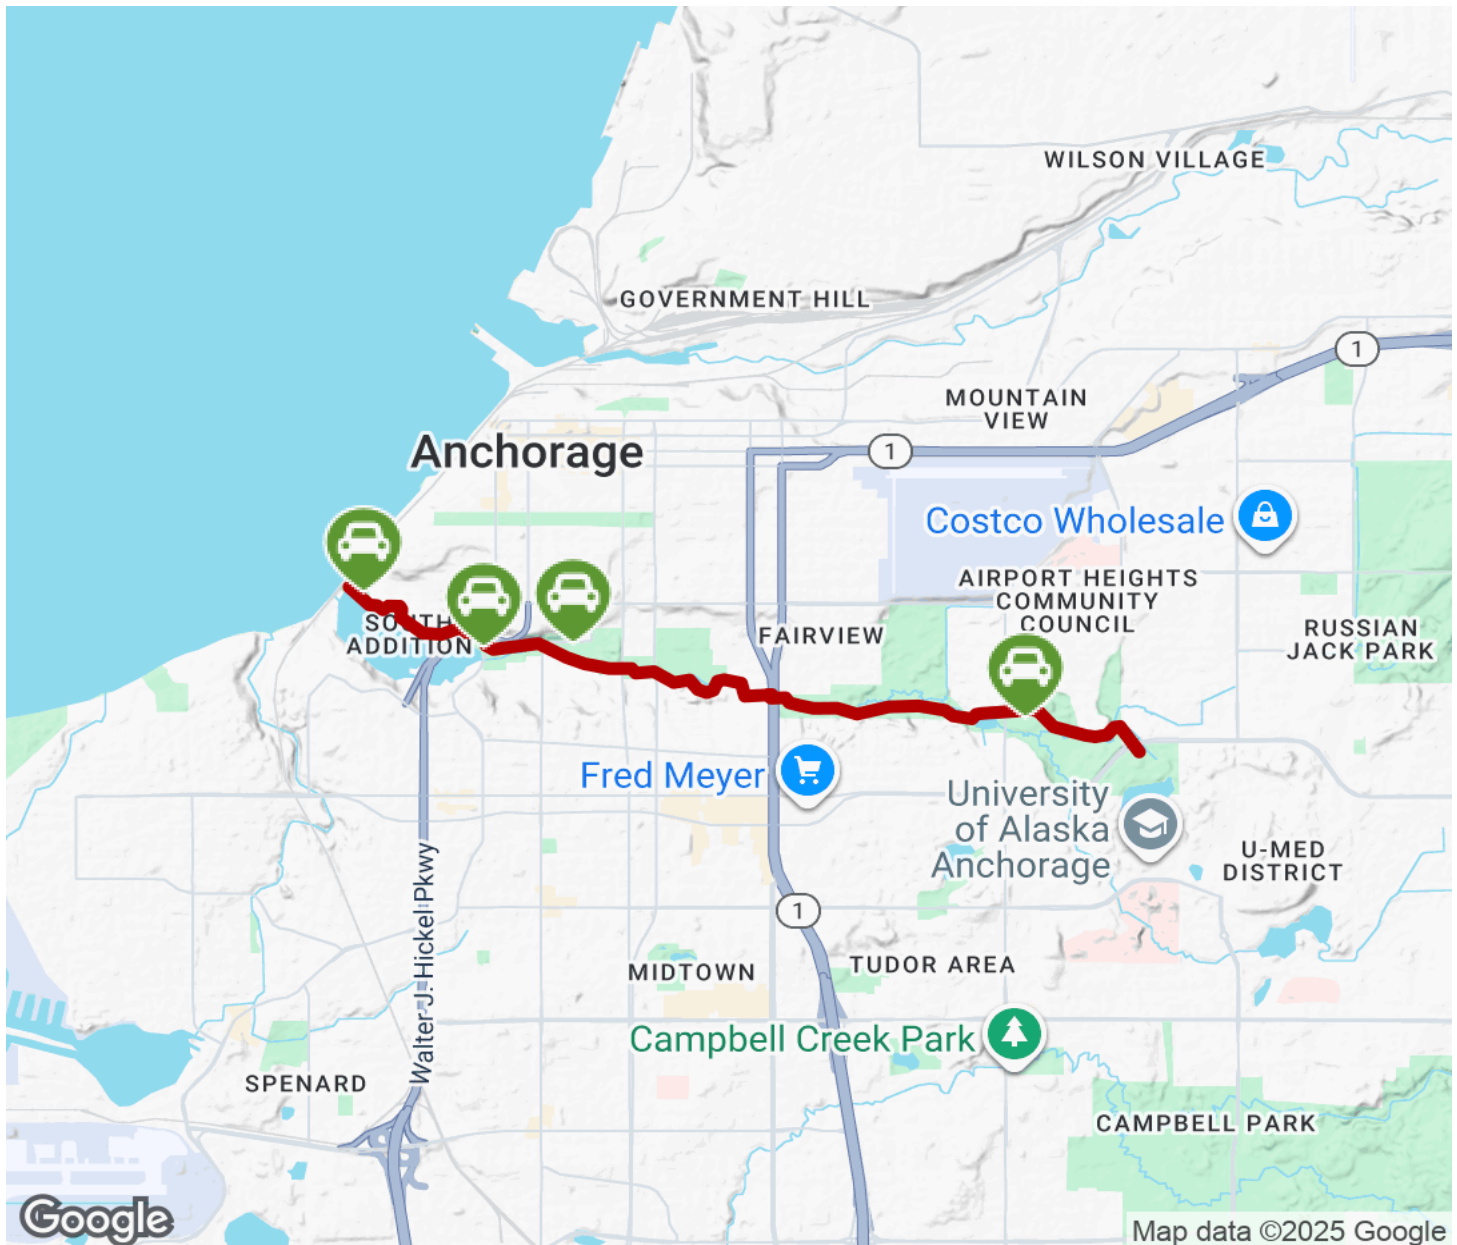 WILSON VILLAGE
GOVERNMENT HILL
1
MOUNTAIN
VIEW
Anchorage
1
Costco Wholesale
AIRPORT HEIGHTS
COMMUNITY
COUNCIL
SOUTH
ADDITION
FAIRVIEW
RUSSIAN
JACK PARK
Fred Meyer
University
of Alaska
Anchorage
U-MED
DISTRICT
Walter J. Hickel Pkwy
1
MIDTOWN
TUDOR AREA
Campbell Creek Park
SPENARD
CAMPBELL PARK
Google
Map data ©2025 Google